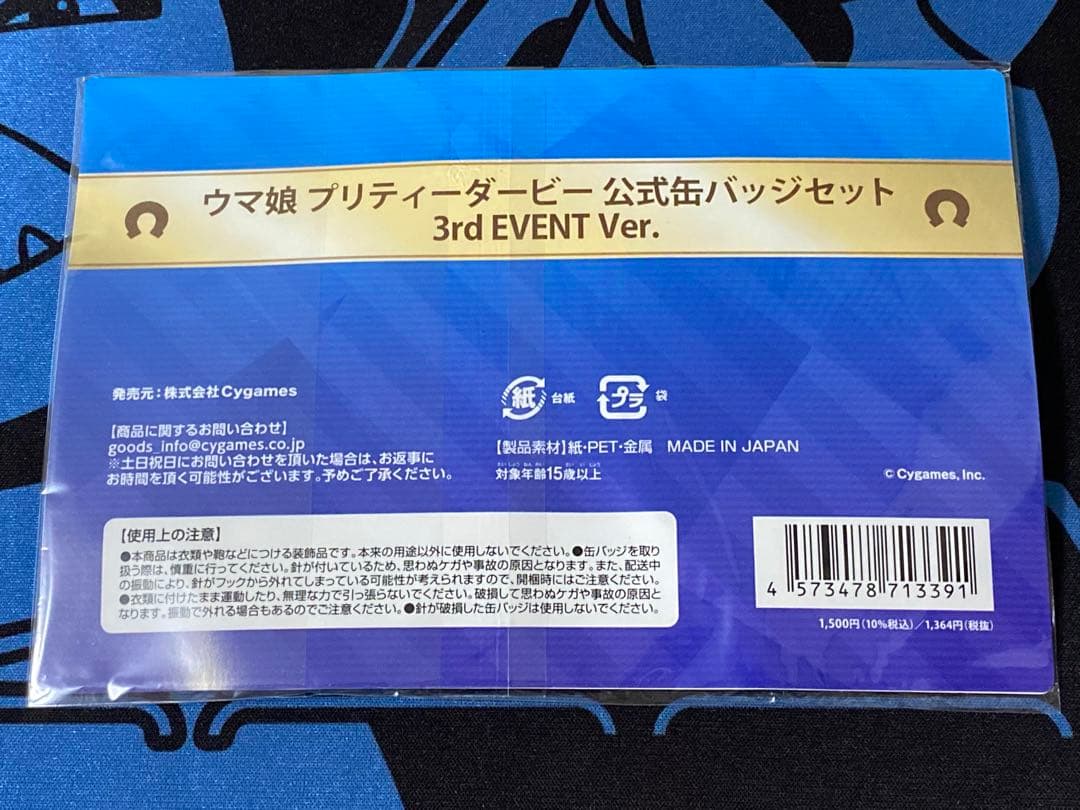 ウマ娘 プリティーダービー 公式缶バッジセット
3rd EVENT Ver.
発売元：株式会社Cygames
【商品に関するお問い合わせ】
goods_info@cygames.co.jp
※土日祝日にお問い合わせを頂いた場合は、お返事に
お時間を頂く可能性がございます。予めご了承ください。
紙 台紙 プラ 袋
【製品素材】紙・PET・金属 MADE IN JAPAN
対象年齢15歳以上
たいしょう ねん れい さい い じょう
© Cygames, Inc.
【使用上の注意】
●本商品は衣類や鞄などにつける装飾品です。本来の用途以外に使用しないでください。●缶バッジを取り
扱う際は、慎重に行ってください。針が付いているため、思わぬケガや事故の原因となります。また、配送中
の振動により、針がフックから外れてしまっている可能性が考えられますので、開梱時にはご注意ください。
●衣類に付けたまま運動したり、無理な力で引っ張らないでください。破損して思わぬケガや事故の原因と
なります。振動で外れる場合もあるのでご注意ください。●針が破損した缶バッジは使用しないでください。
4 573478 713391
1,500円（10%税込）／1,364円（税抜）